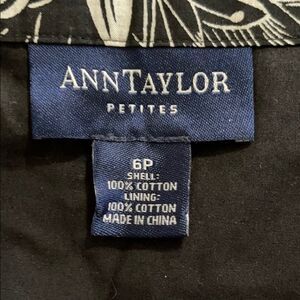 ANNTAYLOR
PETITES
6P
SHELL:
100% COTTON
LINING:
100% COTTON
MADE IN CHINA